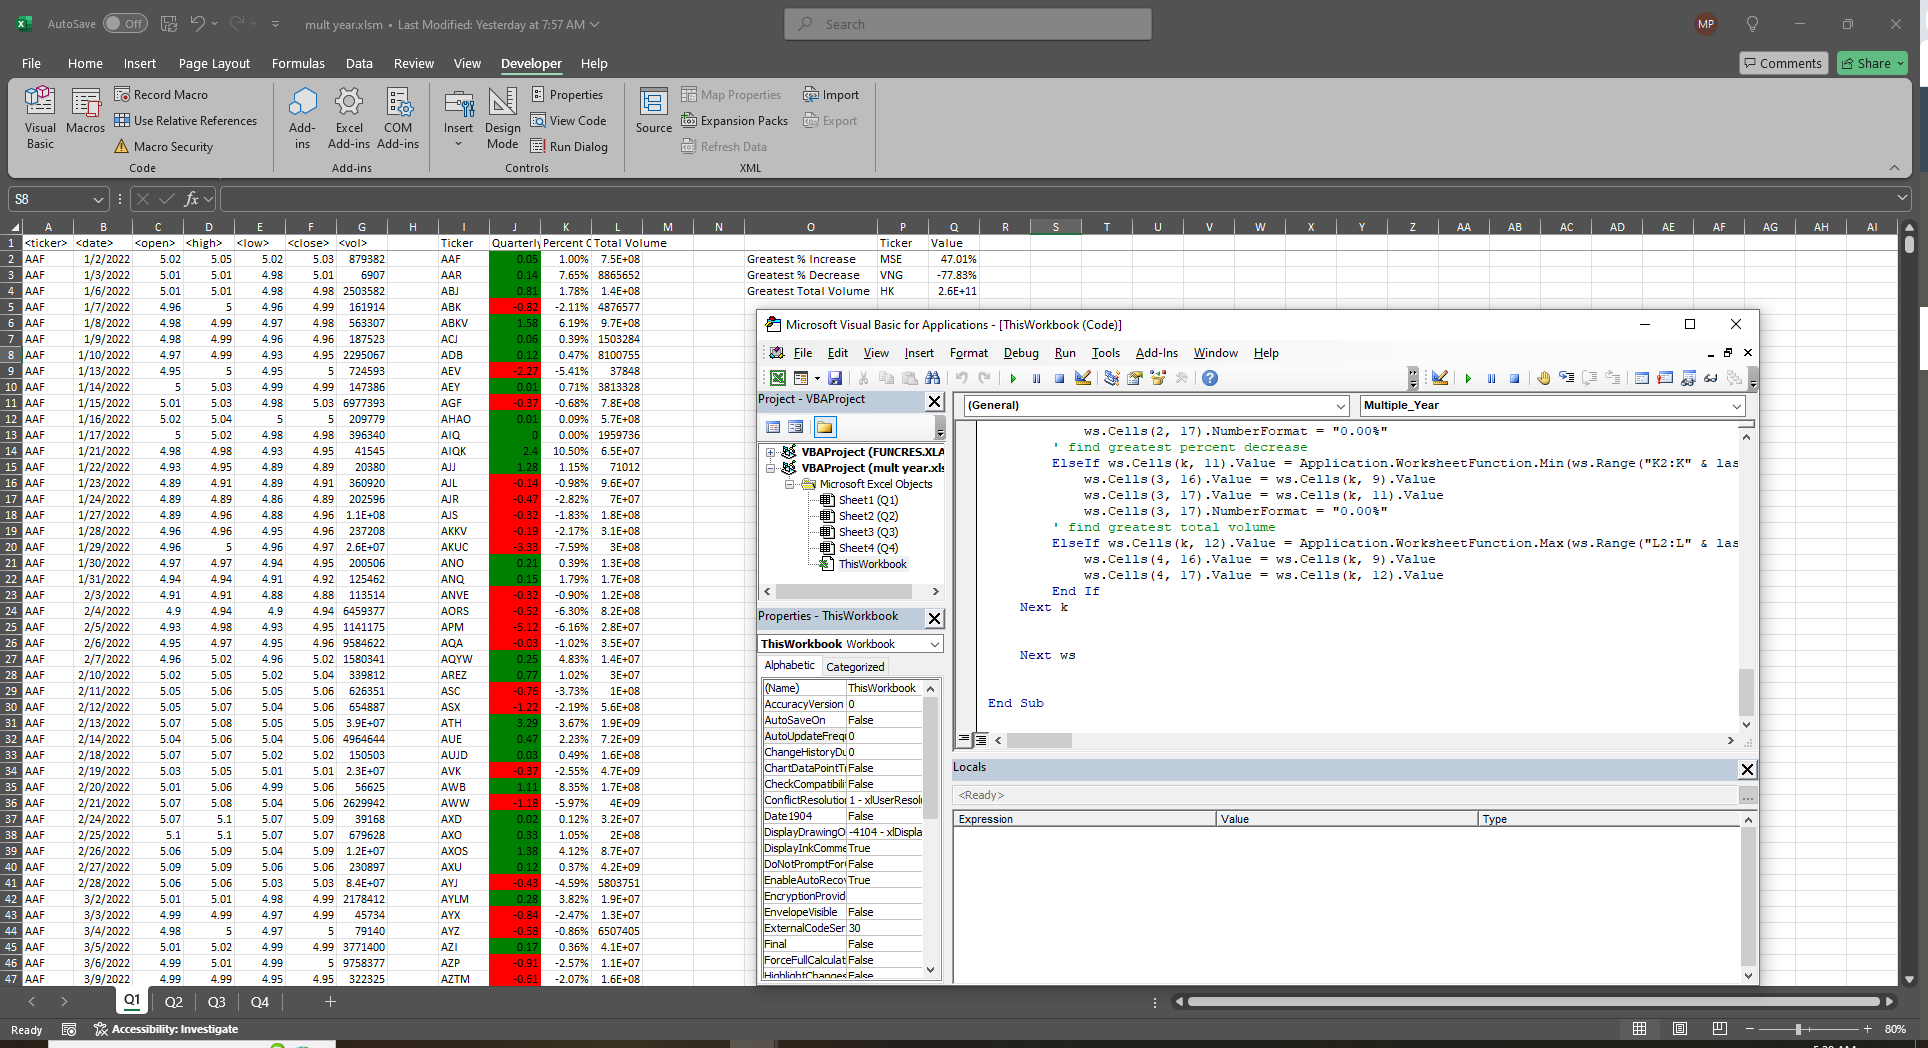 AutoSave Off mult year.xlsm • Last Modified: Yesterday at 7:57 AM Search MP
File Home Insert Page Layout Formulas Data Review View Developer Help Comments Share
Visual Basic Macros Record Macro Use Relative References Macro Security Code
Add-ins Excel Add-ins COM Add-ins Add-ins
Insert Design Mode Properties View Code Run Dialog Controls
Source Map Properties Expansion Packs Refresh Data Import Export XML
S8 fx
A B C D E F G H I J K L M N O P Q R S T U V W X Y Z AA AB AC AD AE AF AG AH AI
1 <ticker> <date> <open> <high> <low> <close> <vol> Ticker Quarterly Percent C Total Volume Ticker Value
2 AAF 1/2/2022 5.02 5.05 5.02 5.03 879382 AAF 0.05 1.00% 7.5E+08 Greatest % Increase MSE 47.01%
3 AAF 1/3/2022 5.01 5.01 4.98 5.01 6907 AAR 0.14 7.65% 8865652 Greatest % Decrease VNG -77.83%
4 AAF 1/6/2022 5.01 5.01 4.98 4.98 2503582 ABJ 0.81 1.78% 1.4E+08 Greatest Total Volume HK 2.6E+11
5 AAF 1/7/2022 4.96 5 4.96 4.99 161914 ABK -0.82 -2.11% 4876577
6 AAF 1/8/2022 4.98 4.99 4.97 4.98 563307 ABKV 1.58 6.19% 9.7E+08
7 AAF 1/9/2022 4.98 4.99 4.96 4.96 187523 ACJ 0.06 0.39% 1503284
8 AAF 1/10/2022 4.97 4.99 4.93 4.95 2295067 ADB 0.12 0.47% 8100755
9 AAF 1/13/2022 4.95 5 4.95 5 724593 AEV -2.27 -5.41% 37848
10 AAF 1/14/2022 5 5.03 4.99 4.99 147386 AEY 0.01 0.71% 3813328
11 AAF 1/15/2022 5.01 5.03 4.98 5.03 6977393 AGF -0.37 -0.68% 7.8E+08
12 AAF 1/16/2022 5.02 5.04 5 5 209779 AHAO 0.01 0.09% 5.7E+08
13 AAF 1/17/2022 5 5.02 4.98 4.98 396340 AIQ 0 0.00% 1959736
14 AAF 1/21/2022 4.98 4.98 4.93 4.95 41545 AIQK 2.4 10.50% 6.5E+07
15 AAF 1/22/2022 4.93 4.95 4.89 4.89 20380 AJJ 1.28 1.15% 71012
16 AAF 1/23/2022 4.89 4.91 4.89 4.91 360920 AJL -0.14 -0.98% 9.6E+07
17 AAF 1/24/2022 4.89 4.89 4.86 4.89 202596 AJR -0.47 -2.82% 7E+07
18 AAF 1/27/2022 4.89 4.96 4.88 4.96 1.1E+08 AJS -0.32 -1.83% 1.8E+08
19 AAF 1/28/2022 4.96 4.96 4.95 4.96 237208 AKKV -0.19 -2.17% 3.1E+08
20 AAF 1/29/2022 4.96 5 4.96 4.97 2.6E+07 AKUC -3.33 -7.59% 3E+08
21 AAF 1/30/2022 4.97 4.97 4.94 4.95 200506 ANO 0.21 0.39% 1.3E+08
22 AAF 1/31/2022 4.94 4.94 4.91 4.92 125462 ANQ 0.15 1.79% 1.7E+08
23 AAF 2/3/2022 4.91 4.91 4.88 4.88 113514 ANVE -0.32 -0.90% 1.2E+08
24 AAF 2/4/2022 4.9 4.94 4.9 4.94 6459377 AORS -0.52 -6.30% 8.2E+08
25 AAF 2/5/2022 4.93 4.98 4.93 4.95 1141175 APM -5.12 -6.16% 2.8E+07
26 AAF 2/6/2022 4.95 4.97 4.95 4.96 9584622 AQA -0.03 -1.02% 3.5E+07
27 AAF 2/7/2022 4.96 5.02 4.96 5.02 1580341 AQYW 0.25 4.83% 1.4E+07
28 AAF 2/10/2022 5.02 5.05 5.02 5.04 339812 AREZ 0.77 1.02% 3E+07
29 AAF 2/11/2022 5.05 5.06 5.05 5.06 626351 ASC -0.76 -3.73% 1E+08
30 AAF 2/12/2022 5.05 5.07 5.04 5.06 654887 ASX -1.22 -2.19% 5.6E+08
31 AAF 2/13/2022 5.07 5.08 5.05 5.05 3.9E+07 ATH 3.29 3.67% 1.9E+09
32 AAF 2/14/2022 5.04 5.06 5.04 5.06 4964644 AUE 0.47 2.23% 7.2E+09
33 AAF 2/18/2022 5.07 5.07 5.02 5.02 150503 AUJD 0.03 0.49% 1.6E+08
34 AAF 2/19/2022 5.03 5.05 5.01 5.01 2.3E+07 AVK -0.37 -2.55% 4.7E+09
35 AAF 2/20/2022 5.01 5.06 4.99 5.06 56625 AWB 1.11 8.35% 1.7E+08
36 AAF 2/21/2022 5.07 5.08 5.04 5.06 2629942 AWW -1.18 -5.97% 4E+09
37 AAF 2/24/2022 5.07 5.1 5.07 5.09 39168 AXD 0.02 0.12% 3.2E+07
38 AAF 2/25/2022 5.1 5.1 5.07 5.07 679628 AXO 0.33 1.05% 2E+08
39 AAF 2/26/2022 5.06 5.09 5.04 5.09 1.2E+07 AXOS 1.38 4.12% 8.7E+07
40 AAF 2/27/2022 5.09 5.09 5.06 5.06 230897 AXU 0.12 0.37% 4.2E+09
41 AAF 2/28/2022 5.06 5.06 5.03 5.03 8.4E+07 AYJ -0.43 -4.59% 5803751
42 AAF 3/2/2022 5.01 5.01 4.98 4.99 2178412 AYLM 0.28 3.82% 1.9E+07
43 AAF 3/3/2022 4.99 4.99 4.97 4.99 45734 AYX -0.84 -2.47% 1.3E+07
44 AAF 3/4/2022 4.98 5 4.97 5 79140 AYZ -0.58 -0.86% 6507405
45 AAF 3/5/2022 5.01 5.02 4.99 4.99 3771400 AZI 0.17 0.36% 4.1E+07
46 AAF 3/6/2022 4.99 5.01 4.99 5 9758377 AZP -0.91 -2.57% 1.1E+07
47 AAF 3/9/2022 4.99 4.99 4.95 4.95 322325 AZTM -0.61 -2.07% 1.6E+08
Microsoft Visual Basic for Applications - [ThisWorkbook (Code)]
File Edit View Insert Format Debug Run Tools Add-Ins Window Help
Project - VBAProject
VBAProject (FUNCRES.XLA
VBAProject (mult year.xls
Microsoft Excel Objects
Sheet1 (Q1)
Sheet2 (Q2)
Sheet3 (Q3)
Sheet4 (Q4)
ThisWorkbook
Properties - ThisWorkbook
ThisWorkbook Workbook
Alphabetic Categorized
(Name) ThisWorkbook
AccuracyVersion 0
AutoSaveOn False
AutoUpdateFreq 0
ChangeHistoryDu 0
ChartDataPointTr False
CheckCompatibili False
ConflictResolution 1 - xlUserResolu
Date1904 False
DisplayDrawingO -4104 - xlDispla
DisplayInkComme True
DoNotPromptFor False
EnableAutoRecov True
EncryptionProvid
EnvelopeVisible False
ExternalCodeSer 30
Final False
ForceFullCalculat False
HighlightChanges False
(General) Multiple_Year
ws.Cells(2, 17).NumberFormat = "0.00%"
' find greatest percent decrease
ElseIf ws.Cells(k, 11).Value = Application.WorksheetFunction.Min(ws.Range("K2:K" & las
ws.Cells(3, 16).Value = ws.Cells(k, 9).Value
ws.Cells(3, 17).Value = ws.Cells(k, 11).Value
ws.Cells(3, 17).NumberFormat = "0.00%"
' find greatest total volume
ElseIf ws.Cells(k, 12).Value = Application.WorksheetFunction.Max(ws.Range("L2:L" & las
ws.Cells(4, 16).Value = ws.Cells(k, 9).Value
ws.Cells(4, 17).Value = ws.Cells(k, 12).Value
End If
Next k
Next ws
End Sub
Locals
<Ready> ...
Expression Value Type
Q1 Q2 Q3 Q4
Ready Accessibility: Investigate 80%